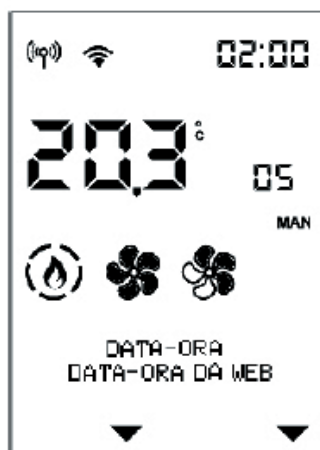 02:00
20.3 °C
05
MAN
DATA-ORA
DATA-ORA DA WEB